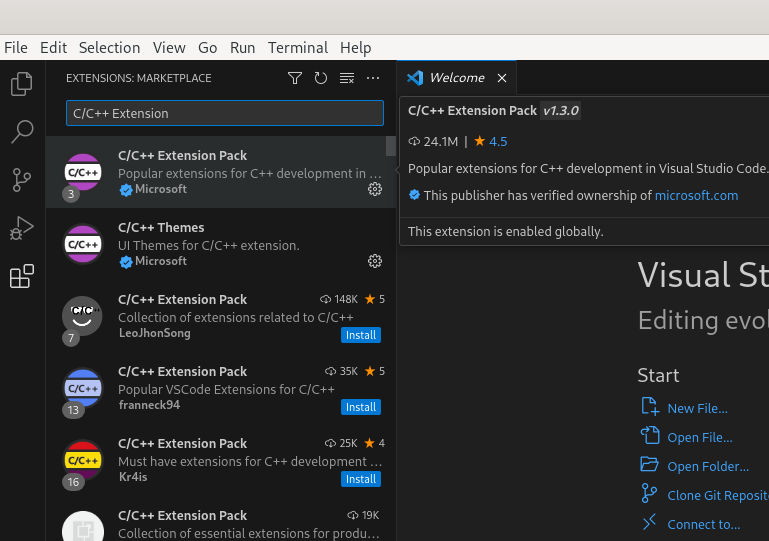 File Edit Selection View Go Run Terminal Help
EXTENSIONS: MARKETPLACE
C/C++ Extension
C/C++
3
C/C++ Extension Pack
Popular extensions for C++ development in ...
Microsoft
C/C++
C/C++ Themes
UI Themes for C/C++ extension.
Microsoft
C/C++
7
C/C++ Extension Pack 148K 5
Collection of extensions related to C/C++
LeoJhonSong Install
C/C++
13
C/C++ Extension Pack 35K 5
Popular VSCode Extensions for C/C++
franneck94 Install
C/C++
16
C/C++ Extension Pack 25K 4
Must have extensions for C++ development ...
Kr4is Install
C/C++ Extension Pack 19K
Collection of essential extensions for produ...
Welcome
C/C++ Extension Pack v1.3.0
24.1M | 4.5
Popular extensions for C++ development in Visual Studio Code.
This publisher has verified ownership of microsoft.com
This extension is enabled globally.
Visual St
Editing evol
Start
New File...
Open File...
Open Folder...
Clone Git Reposit
Connect to...